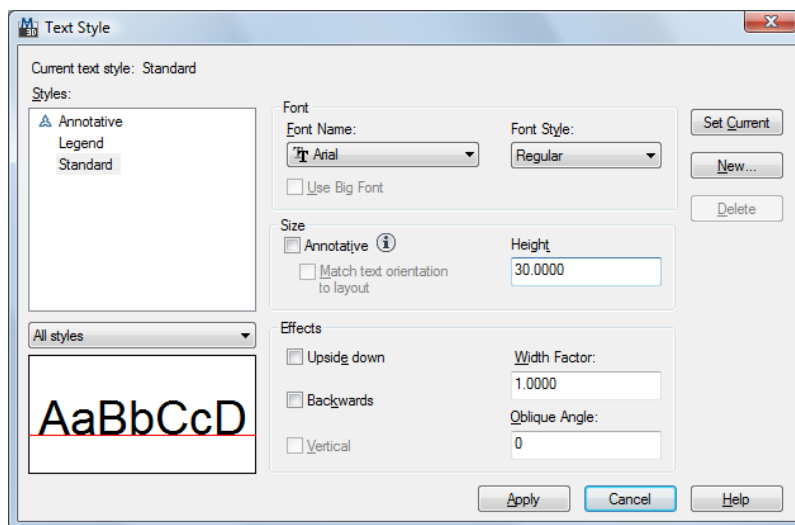 Text Style
Current text style: Standard
Styles:
Annotative
Legend
Standard
All styles
AaBbCcD
Font
Font Name:
Arial
Use Big Font
Font Style:
Regular
Size
Annotative
Match text orientation
to layout
Height
30.0000
Effects
Upside down
Backwards
Vertical
Width Factor:
1.0000
Oblique Angle:
0
Set Current
New...
Delete
Apply
Cancel
Help